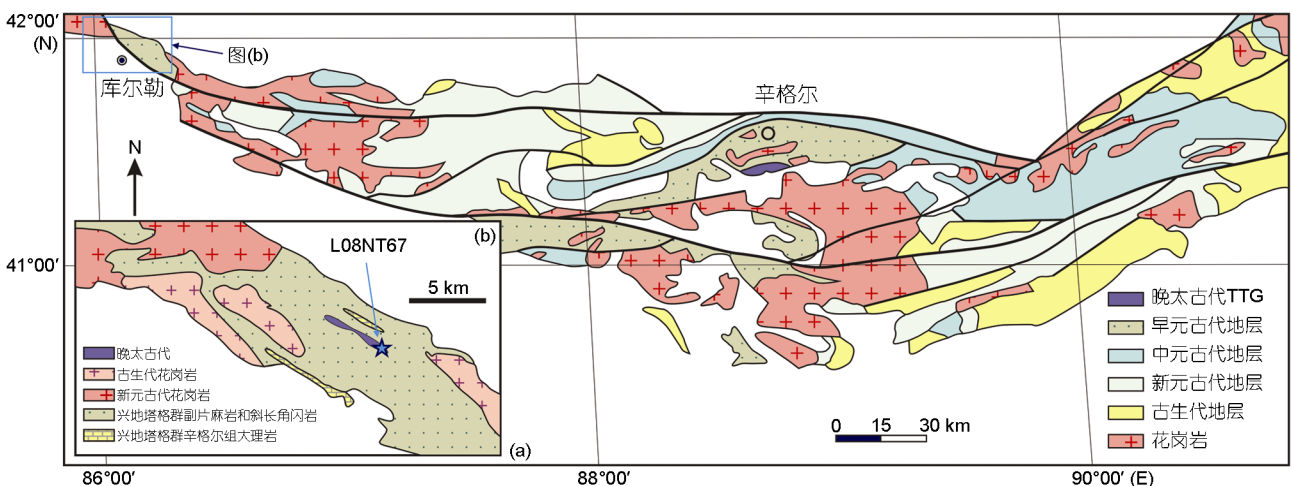 42°00′
(N)
图(b)
库尔勒
辛格尔
N
41°00′
(b)
L08NT67
5 km
晚太古代
古生代花岗岩
新元古代花岗岩
兴地塔格群副片麻岩和斜长角闪岩
兴地塔格群辛格尔组大理岩
(a)
晚太古代TTG
早元古代地层
中元古代地层
新元古代地层
古生代地层
花岗岩
0 15 30 km
86°00′ 88°00′ 90°00′ (E)